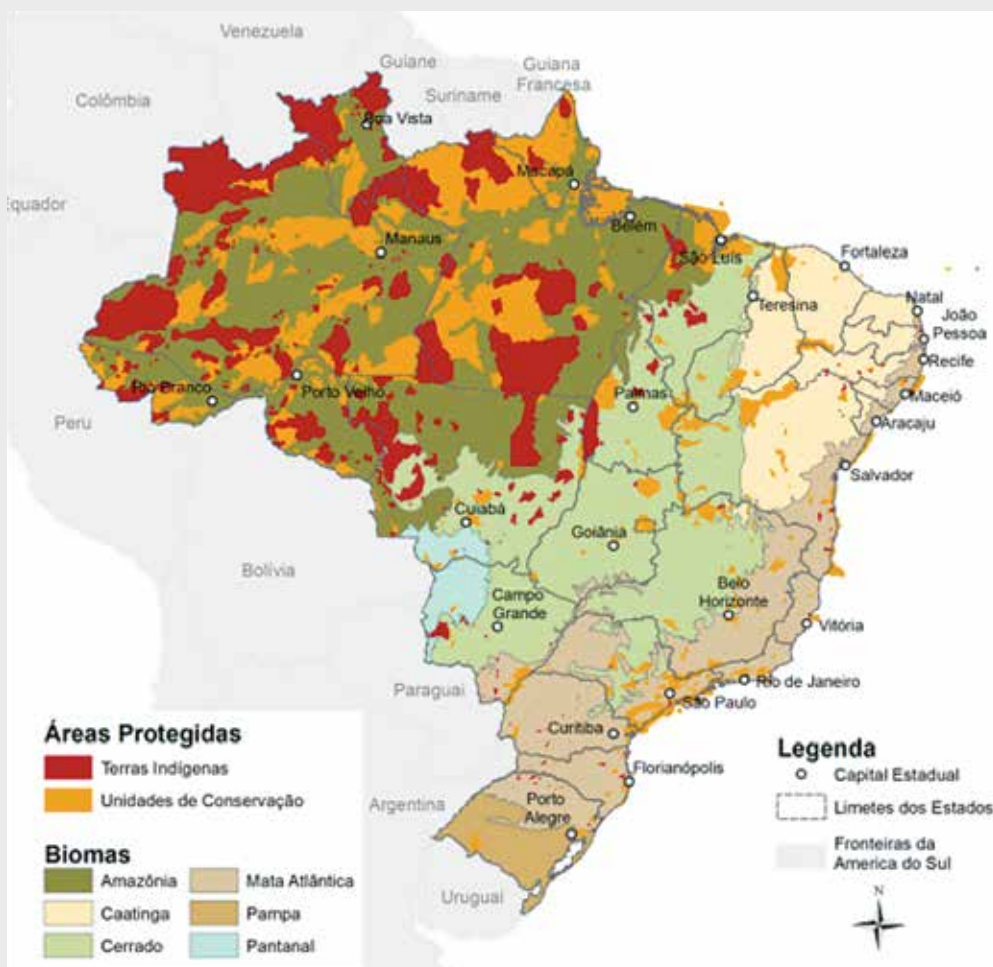 Venezuela
Guiane
Guiana
Francesa
Colômbia
Suriname
Boa Vista
Macapá
Equador
Belém
Manaus
São Luís
Fortaleza
Teresina
Natal
João
Pessoa
Recife
Rio Branco
Porto Velho
Palmas
Maceió
Peru
Aracaju
Salvador
Cuiabá
Goiânia
Bolívia
Campo
Grande
Belo
Horizonte
Vitória
Paraguai
Rio de Janeiro
São Paulo
Curitiba
Florianópolis
Argentina
Porto
Alegre
Uruguai
Áreas Protegidas
Terras Indígenas
Unidades de Conservação
Biomas
Amazônia
Mata Atlântica
Caatinga
Pampa
Cerrado
Pantanal
Legenda
Capital Estadual
Limetes dos Estados
Fronteiras da
America do Sul
N